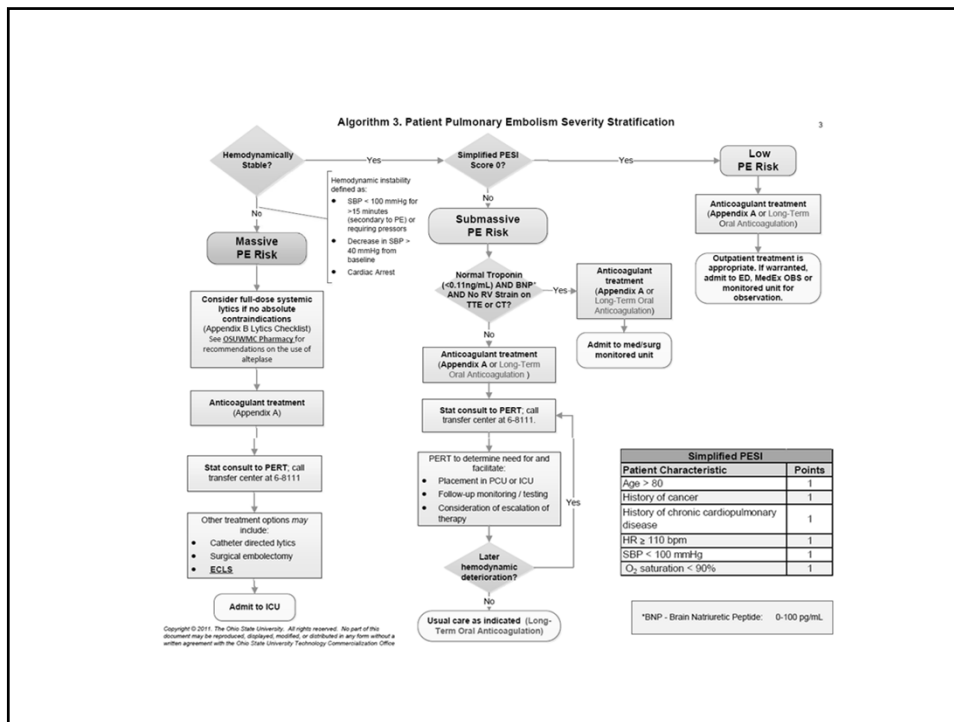 Algorithm 3. Patient Pulmonary Embolism Severity Stratification
3
Hemodynamically
Stable?
Yes
Simplified PESI
Score 0?
Yes
Low
PE Risk
No
Hemodynamic instability
defined as:
● SBP < 100 mmHg for
>15 minutes
(secondary to PE) or
requiring pressors
● Decrease in SBP >
40 mmHg from
baseline
● Cardiac Arrest
Massive
PE Risk
Consider full-dose systemic
lytics if no absolute
contraindications
(Appendix B Lytics Checklist)
See OSUWMC Pharmacy for
recommendations on the use of
alteplase
Anticoagulant treatment
(Appendix A)
Stat consult to PERT; call
transfer center at 6-8111
Other treatment options may
include:
● Catheter directed lytics
● Surgical embolectomy
● ECLS
Admit to ICU
No
Submassive
PE Risk
Normal Troponin
(<0.11ng/mL) AND BNP*
AND No RV Strain on
TTE or CT?
Yes
Anticoagulant
treatment
(Appendix A or
Long-Term Oral
Anticoagulation)
Admit to med/surg
monitored unit
No
Anticoagulant treatment
(Appendix A or Long-Term
Oral Anticoagulation )
Stat consult to PERT; call
transfer center at 6-8111.
PERT to determine need for and
facilitate:
● Placement in PCU or ICU
● Follow-up monitoring / testing
● Consideration of escalation of
therapy
Yes
Later
hemodynamic
deterioration?
No
Usual care as indicated (Long-
Term Oral Anticoagulation)
Anticoagulant treatment
(Appendix A or Long-Term
Oral Anticoagulation)
Outpatient treatment is
appropriate. If warranted,
admit to ED, MedEx OBS or
monitored unit for
observation.
Simplified PESI
Patient Characteristic Points
Age > 80 1
History of cancer 1
History of chronic cardiopulmonary
disease 1
HR ≥ 110 bpm 1
SBP < 100 mmHg 1
O2 saturation < 90% 1
*BNP - Brain Natriuretic Peptide: 0-100 pg/mL
Copyright © 2011. The Ohio State University. All rights reserved. No part of this
document may be reproduced, displayed, modified, or distributed in any form without a
written agreement with the Ohio State University Technology Commercialization Office